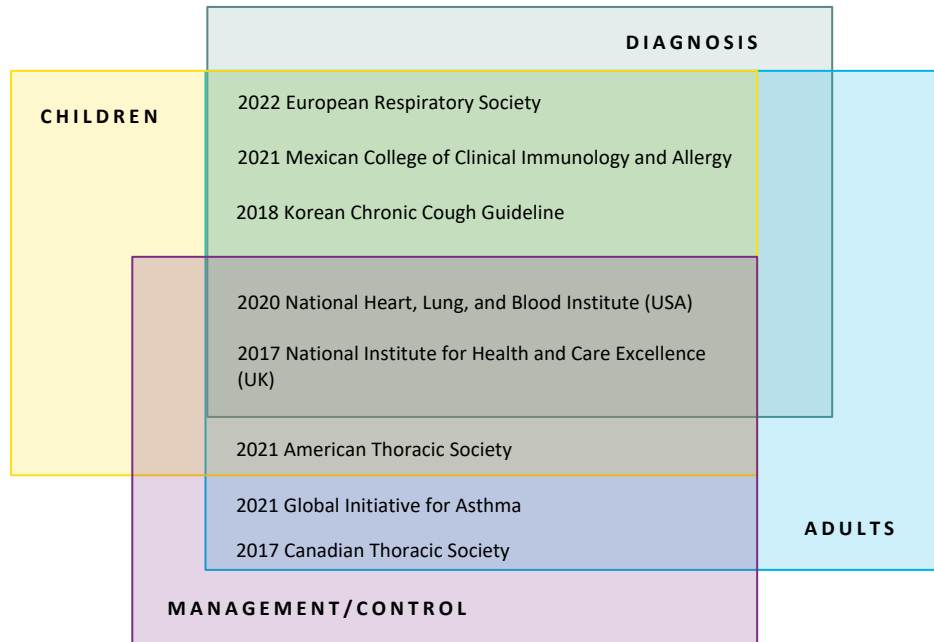 DIAGNOSIS
CHILDREN
2022 European Respiratory Society
2021 Mexican College of Clinical Immunology and Allergy
2018 Korean Chronic Cough Guideline
2020 National Heart, Lung, and Blood Institute (USA)
2017 National Institute for Health and Care Excellence
(UK)
2021 American Thoracic Society
2021 Global Initiative for Asthma
ADULTS
2017 Canadian Thoracic Society
MANAGEMENT/CONTROL